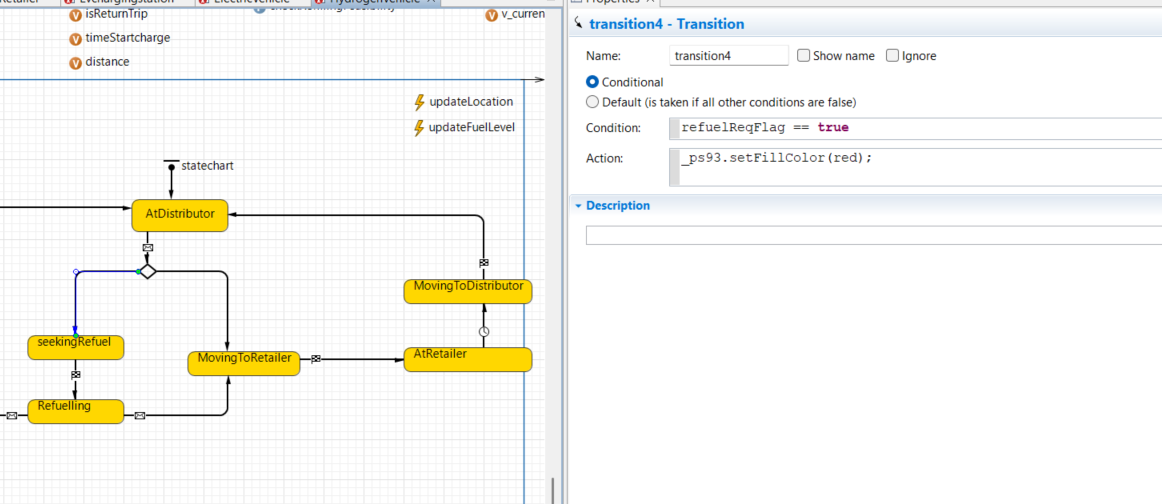 isReturnTrip
v_curren
timeStartcharge
distance
updateLocation
updateFuelLevel
statechart
AtDistributor
MovingToDistributor
seekingRefuel
MovingToRetailer
AtRetailer
Refuelling
transition4 - Transition
Name:
transition4
Show name
Ignore
Conditional
Default (is taken if all other conditions are false)
Condition:
refuelReqFlag == true
Action:
_ps93.setFillColor(red);
Description